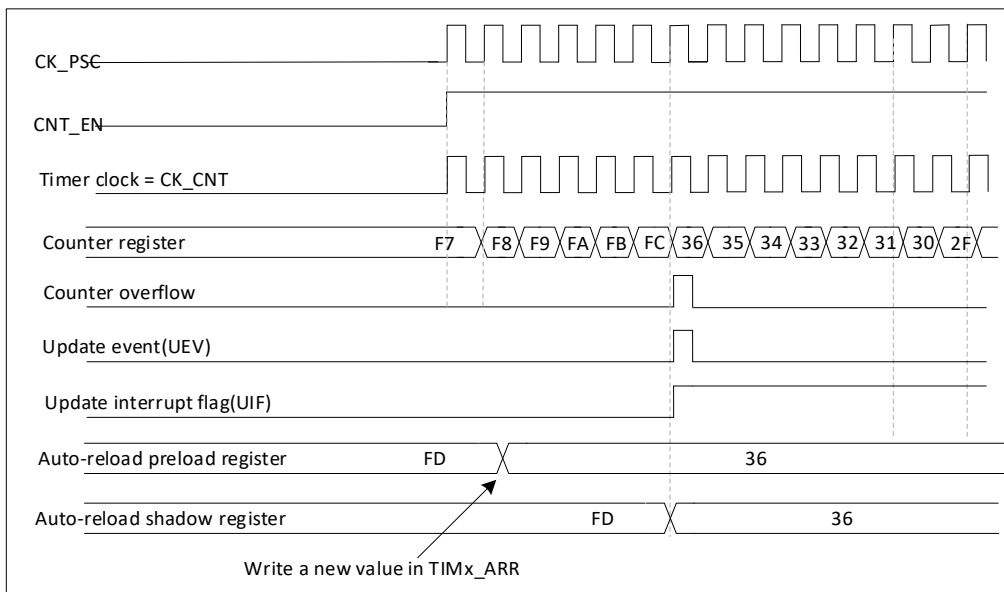 CK_PSC
CNT_EN
Timer clock = CK_CNT
Counter register F7 F8 F9 FA FB FC 36 35 34 33 32 31 30 2F
Counter overflow
Update event(UEV)
Update interrupt flag(UIF)
Auto-reload preload register FD 36
Auto-reload shadow register FD 36
Write a new value in TIMx_ARR